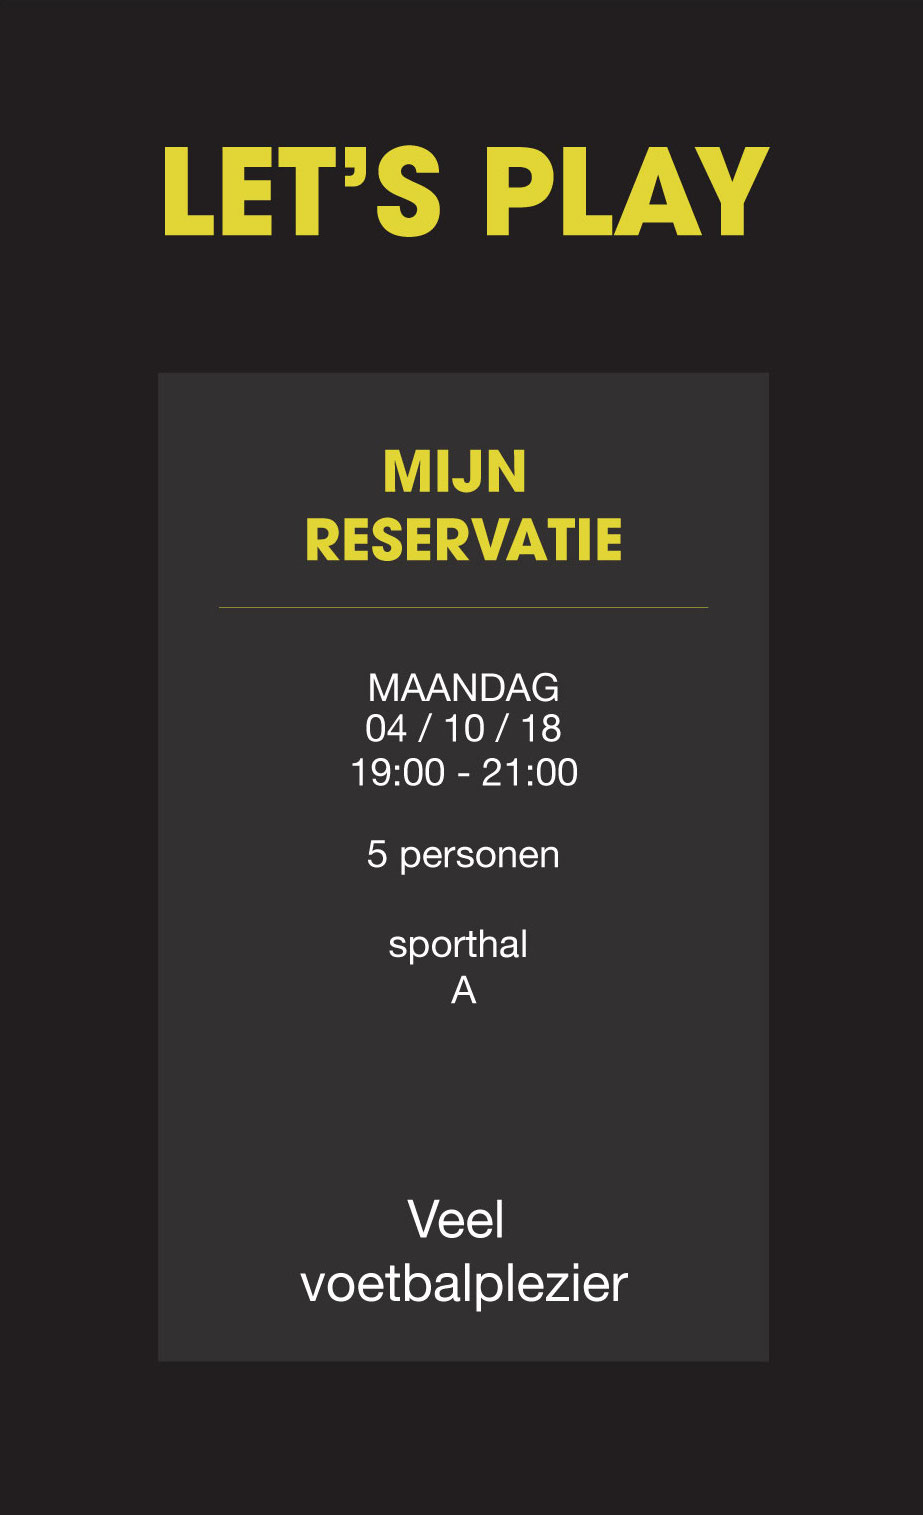 LET’S PLAY
MIJN
RESERVATIE
MAANDAG
04 / 10 / 18
19:00 - 21:00
5 personen
sporthal
A
Veel
voetbalplezier